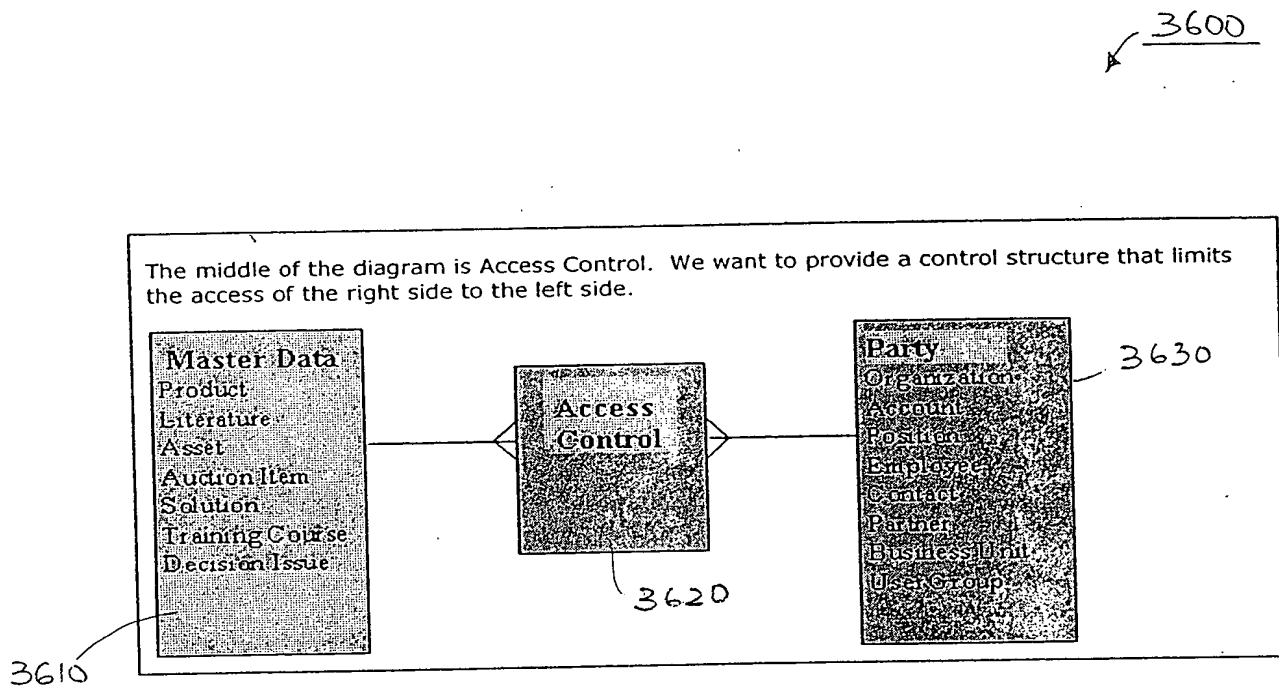 3600
The middle of the diagram is Access Control. We want to provide a control structure that limits
the access of the right side to the left side.
Master Data
Product
Literature
Asset
Auction Item
Solution
Training Course
Decision Issue
3610
Access
Control
3620
Party
Organization
Account
Position
Employee
Contact
Partner
Business Unit
User Group
3630